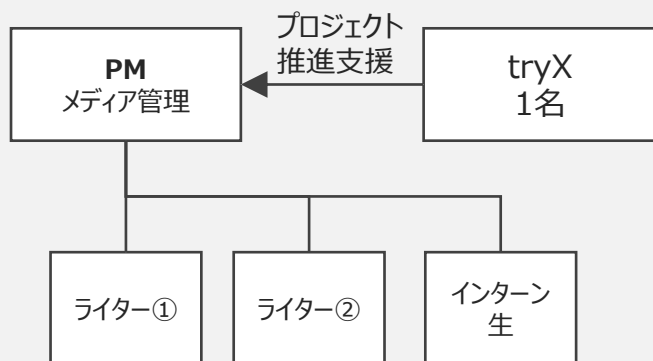 プロジェクト
推進支援
PM
メディア管理
tryX
1名
ライター①
ライター②
インターン
生